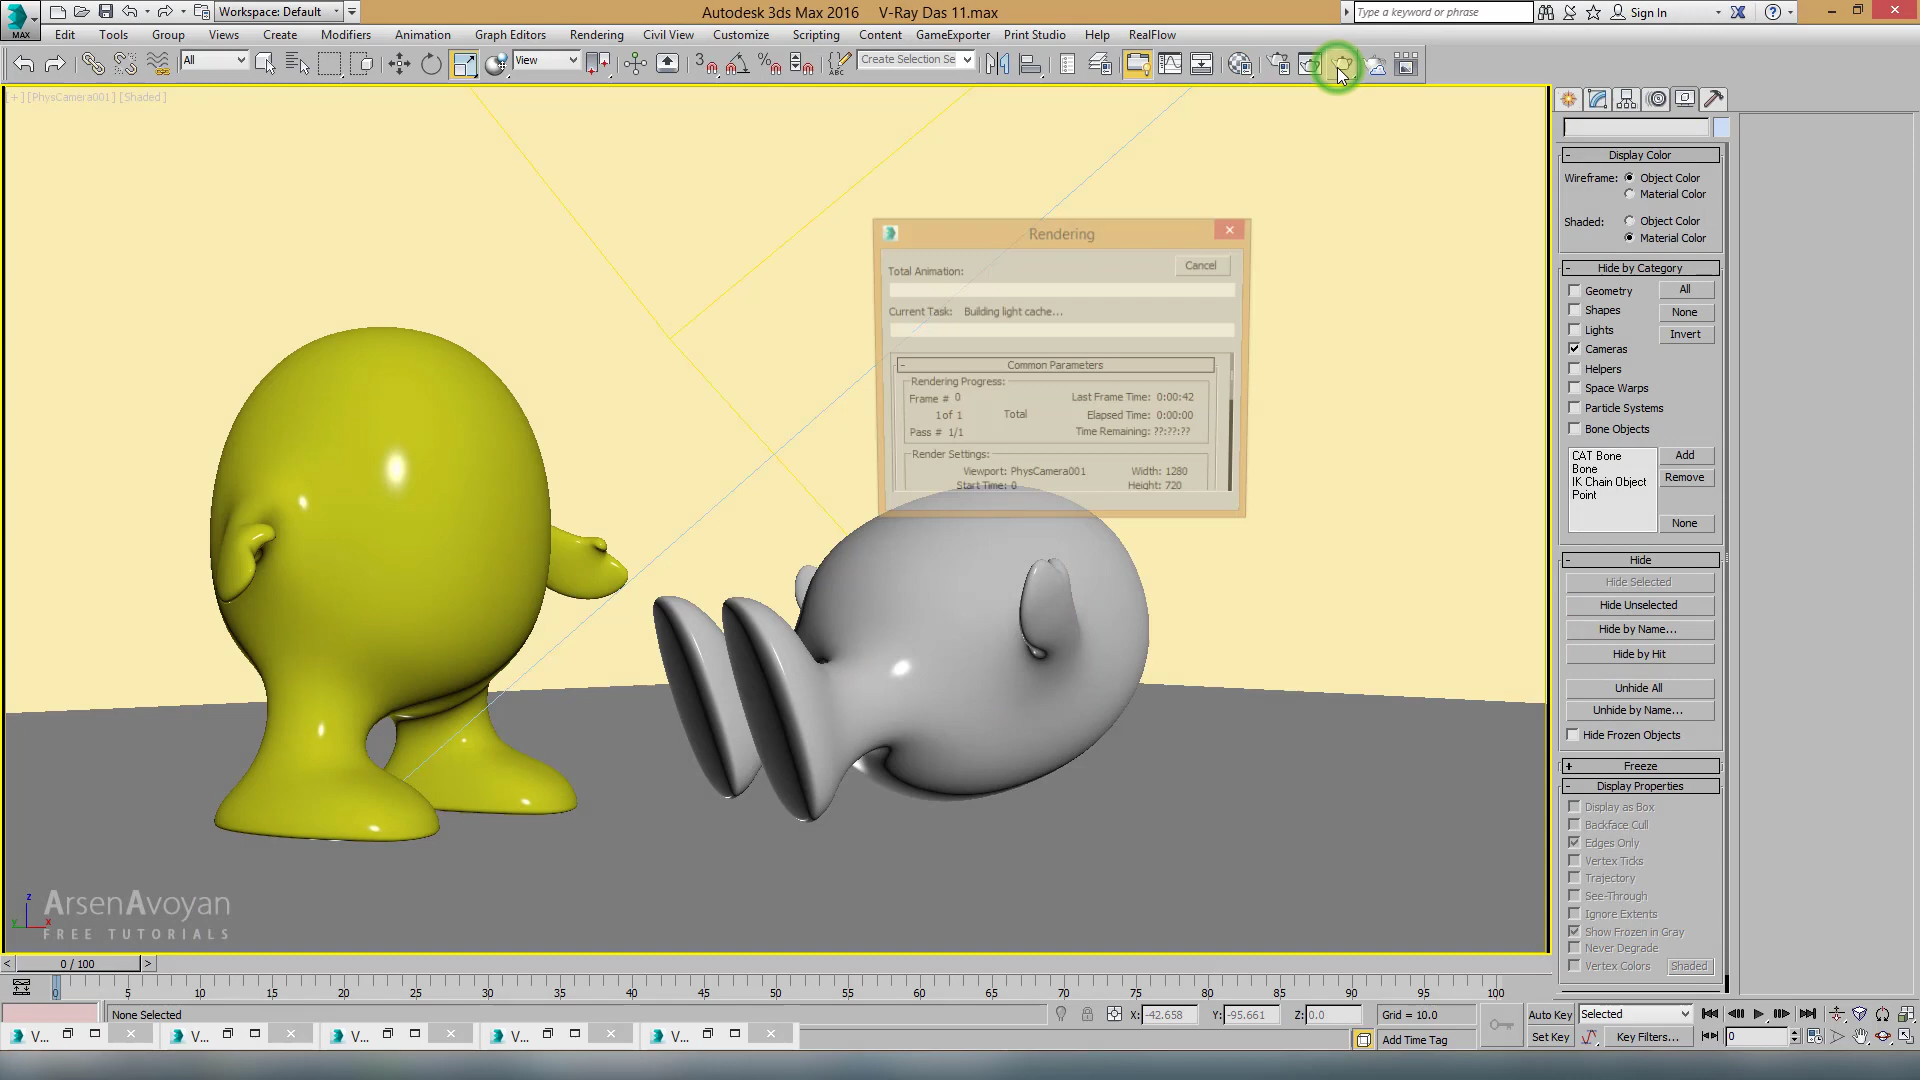 Autodesk 3ds Max 2016 V-Ray Das 11.max
MAX
Workspace: Default
Type a keyword or phrase
Sign In
Edit Tools Group Views Create Modifiers Animation Graph Editors Rendering Civil View Customize Scripting Content GameExporter Print Studio Help RealFlow
All
View
3
Create Selection Se
ABC
[+] [PhysCamera001] [Shaded]
Rendering
Total Animation:
Cancel
Current Task: Building light cache...
- Common Parameters
Rendering Progress:
Frame # 0
Last Frame Time: 0:00:42
1 of 1 Total
Elapsed Time: 0:00:00
Pass # 1/1
Time Remaining: ??:??:??
Render Settings:
Viewport: PhysCamera001
Width: 1280
Start Time: 0
Height: 720
- Display Color
Wireframe: Object Color
Material Color
Shaded: Object Color
Material Color
- Hide by Category
Geometry All
Shapes None
Lights Invert
Cameras
Helpers
Space Warps
Particle Systems
Bone Objects
CAT Bone
Bone
IK Chain Object
Point
Add
Remove
None
- Hide
Hide Selected
Hide Unselected
Hide by Name...
Hide by Hit
Unhide All
Unhide by Name...
Hide Frozen Objects
+ Freeze
- Display Properties
Display as Box
Backface Cull
Edges Only
Vertex Ticks
Trajectory
See-Through
Ignore Extents
Show Frozen in Gray
Never Degrade
Vertex Colors Shaded
z
x
y
ArsenAvoyan
FREE TUTORIALS
< 0 / 100 >
0 5 10 15 20 25 30 35 40 45 50 55 60 65 70 75 80 85 90 95 100
None Selected
X: -42.658 Y: -95.661 Z: 0.0
Grid = 10.0
Auto Key Selected
Set Key Key Filters... 0
Add Time Tag
V... V... V... V... V...